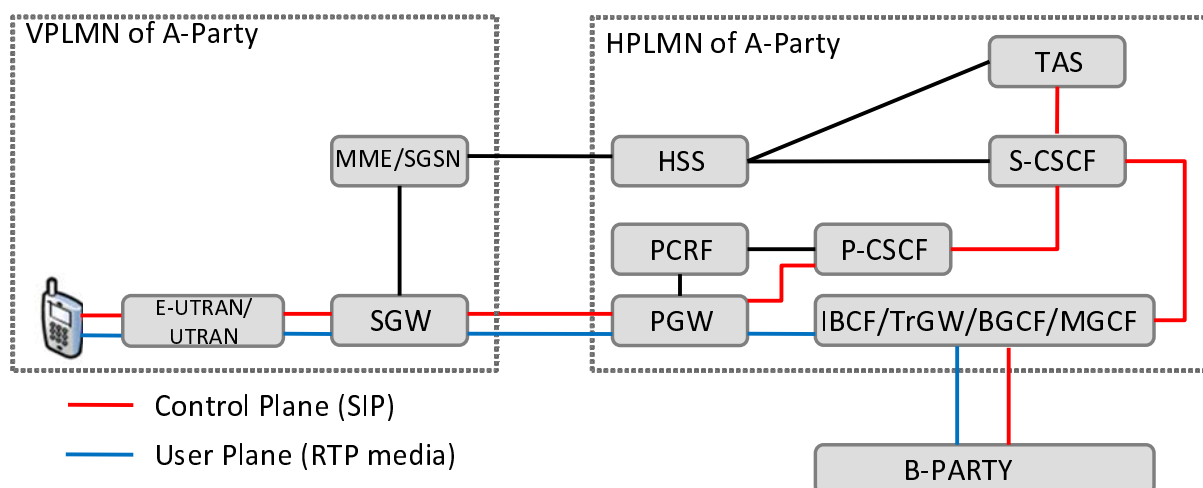 VPLMN of A-Party
HPLMN of A-Party
TAS
MME/SGSN
HSS
S-CSCF
PCRF
P-CSCF
E-UTRAN/
UTRAN
SGW
PGW
IBCF/TrGW/BGCF/MGCF
Control Plane (SIP)
User Plane (RTP media)
B-PARTY